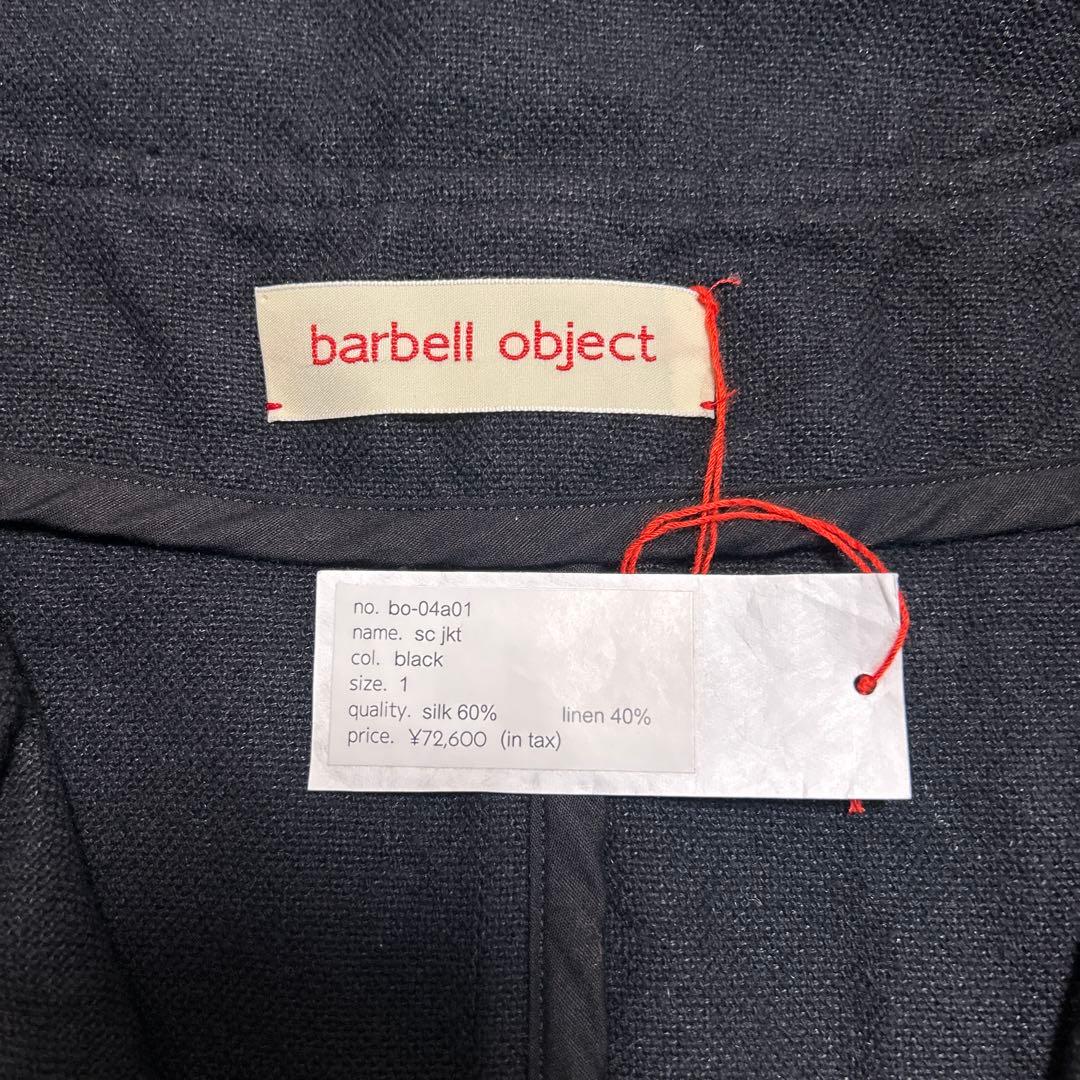 barbell object
no. bo-04a01
name. sc jkt
col. black
size. 1
quality. silk 60% linen 40%
price. ¥72,600 (in tax)